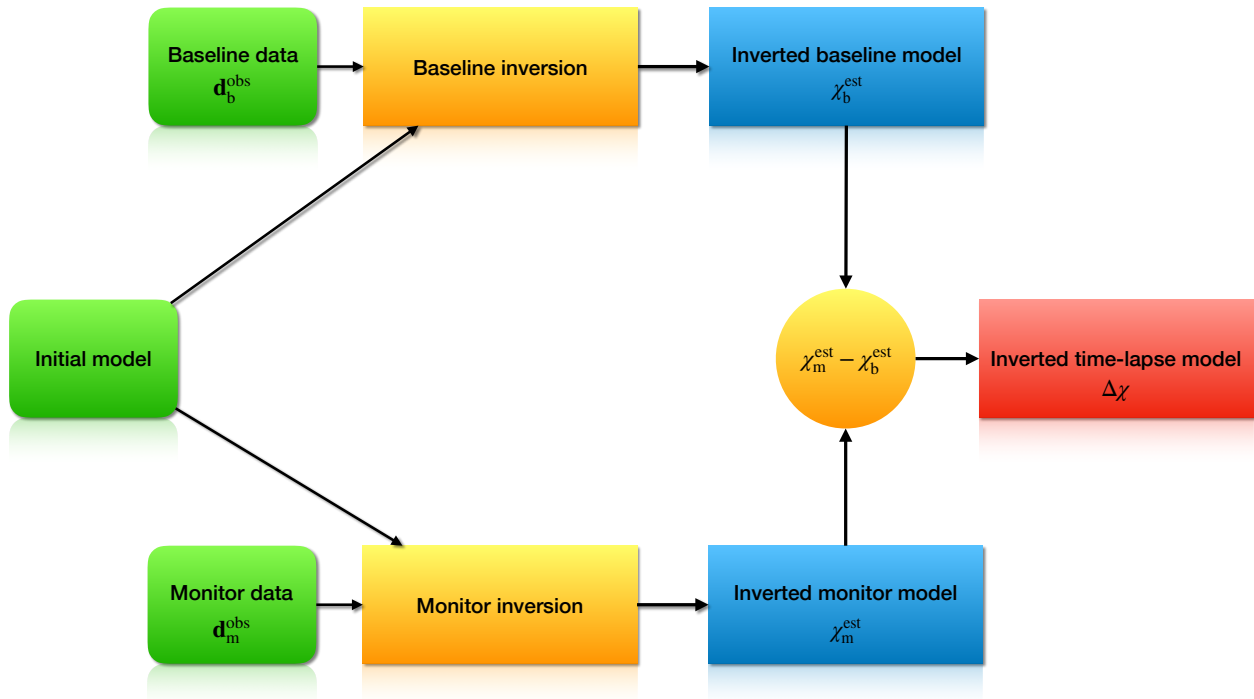 Baseline data
𝐝_b^obs
Baseline inversion
Inverted baseline model
χ_b^est
Initial model
χ_m^est − χ_b^est
Inverted time-lapse model
Δχ
Monitor data
𝐝_m^obs
Monitor inversion
Inverted monitor model
χ_m^est